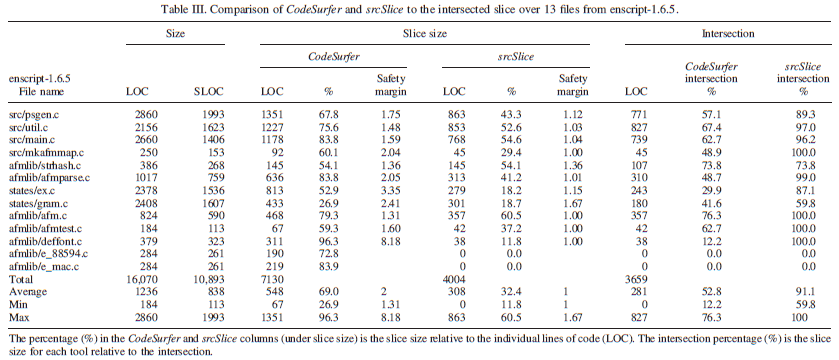 Table III. Comparison of CodeSurfer and srcSlice to the intersected slice over 13 files from enscript-1.6.5.
Size Slice size Intersection
CodeSurfer srcSlice CodeSurfer srcSlice
enscript-1.6.5 Safety Safety intersection intersection
File name LOC SLOC LOC % margin LOC % margin LOC % %
src/psgen.c 2860 1993 1351 67.8 1.75 863 43.3 1.12 771 57.1 89.3
src/util.c 2156 1623 1227 75.6 1.48 853 52.6 1.03 827 67.4 97.0
src/main.c 2660 1406 1178 83.8 1.59 768 54.6 1.04 739 62.7 96.2
src/mkafmmap.c 250 153 92 60.1 2.04 45 29.4 1.00 45 48.9 100.0
afmlib/strhash.c 386 268 145 54.1 1.36 145 54.1 1.36 107 73.8 73.8
afmlib/afmparse.c 1017 759 636 83.8 2.05 313 41.2 1.01 310 48.7 99.0
states/ex.c 2378 1536 813 52.9 3.35 279 18.2 1.15 243 29.9 87.1
states/gram.c 2408 1607 433 26.9 2.41 301 18.7 1.67 180 41.6 59.8
afmlib/afm.c 824 590 468 79.3 1.31 357 60.5 1.00 357 76.3 100.0
afmlib/afmtest.c 184 113 67 59.3 1.60 42 37.2 1.00 42 62.7 100.0
afmlib/deffont.c 379 323 311 96.3 8.18 38 11.8 1.00 38 12.2 100.0
afmlib/e_88594.c 284 261 190 72.8 0 0.0 0 0.0 0.0
afmlib/e_mac.c 284 261 219 83.9 0 0.0 0 0.0 0.0
Total 16,070 10,893 7130 4004 3659
Average 1236 838 548 69.0 2 308 32.4 1 281 52.8 91.1
Min 184 113 67 26.9 1.31 0 11.8 1 0 12.2 59.8
Max 2860 1993 1351 96.3 8.18 863 60.5 1.67 827 76.3 100
The percentage (%) in the CodeSurfer and srcSlice columns (under slice size) is the slice size relative to the individual lines of code (LOC). The intersection percentage (%) is the slice
size for each tool relative to the intersection.